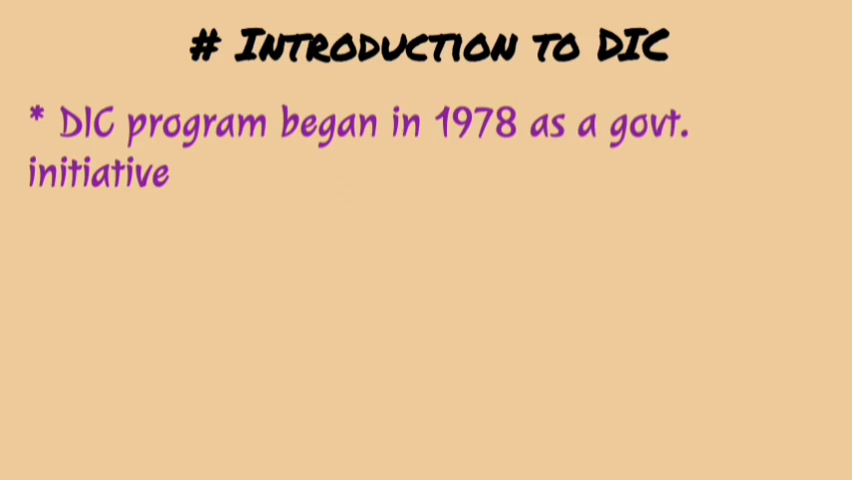 # Introduction to DIC
* DIC program began in 1978 as a govt.
initiative